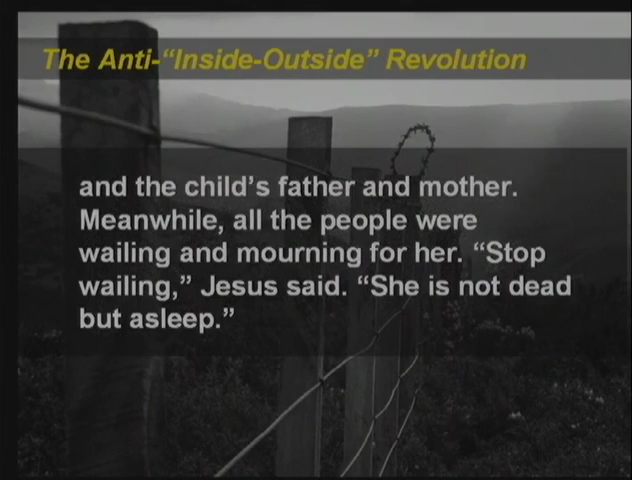 The Anti-“Inside-Outside” Revolution
and the child’s father and mother.
Meanwhile, all the people were
wailing and mourning for her. “Stop
wailing,” Jesus said. “She is not dead
but asleep.”